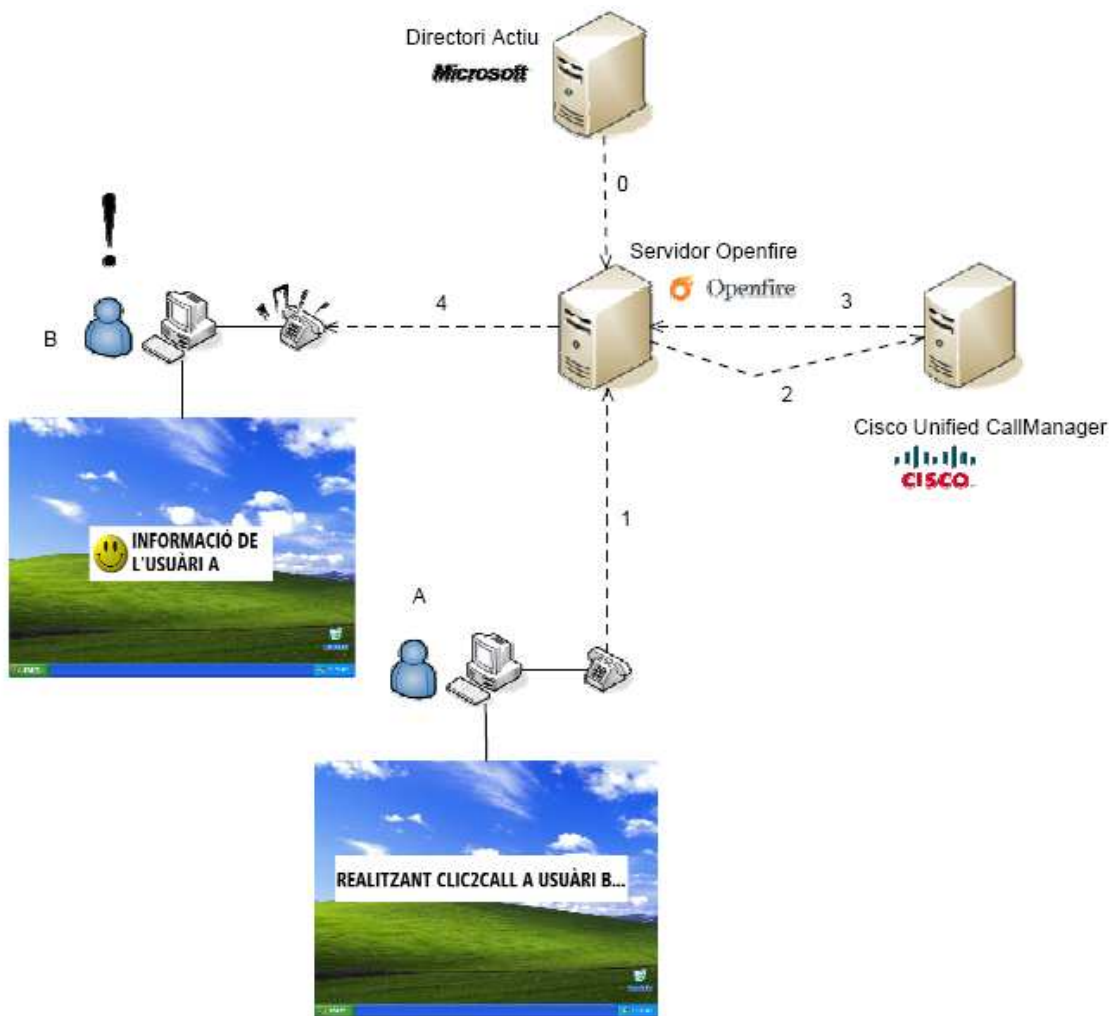 Directori Actiu
Microsoft
0
Servidor Openfire
Openfire
4
3
B
2
Cisco Unified CallManager
CISCO
INFORMACIÓ DE
L'USUÀRI A
1
A
REALITZANT CLIC2CALL A USUÀRI B...